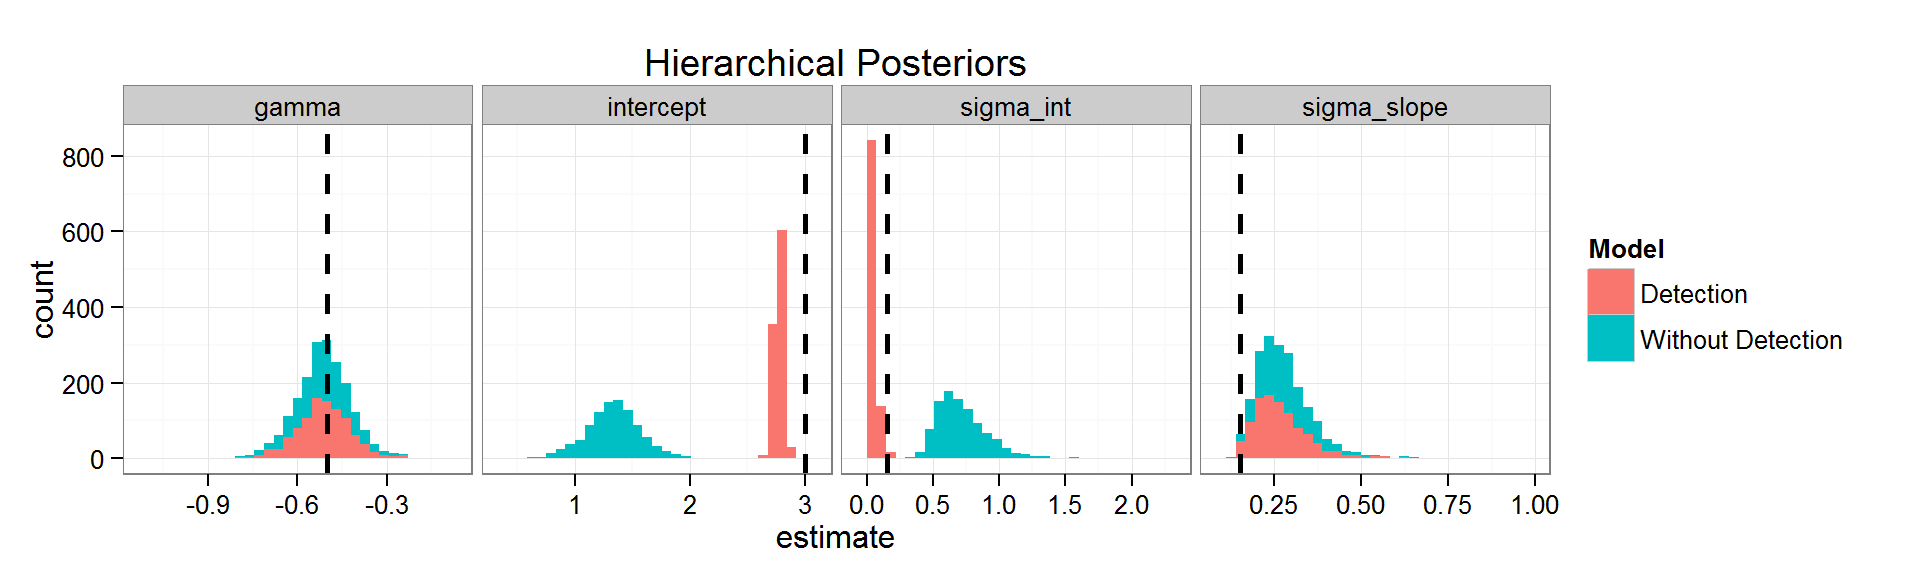 Hierarchical Posteriors
gamma
intercept
sigma_int
sigma_slope
count
800
600
400
200
0
-0.9 -0.6 -0.3
1 2 3
0.0 0.5 1.0 1.5 2.0
0.25 0.50 0.75 1.00
estimate
Model
Detection
Without Detection